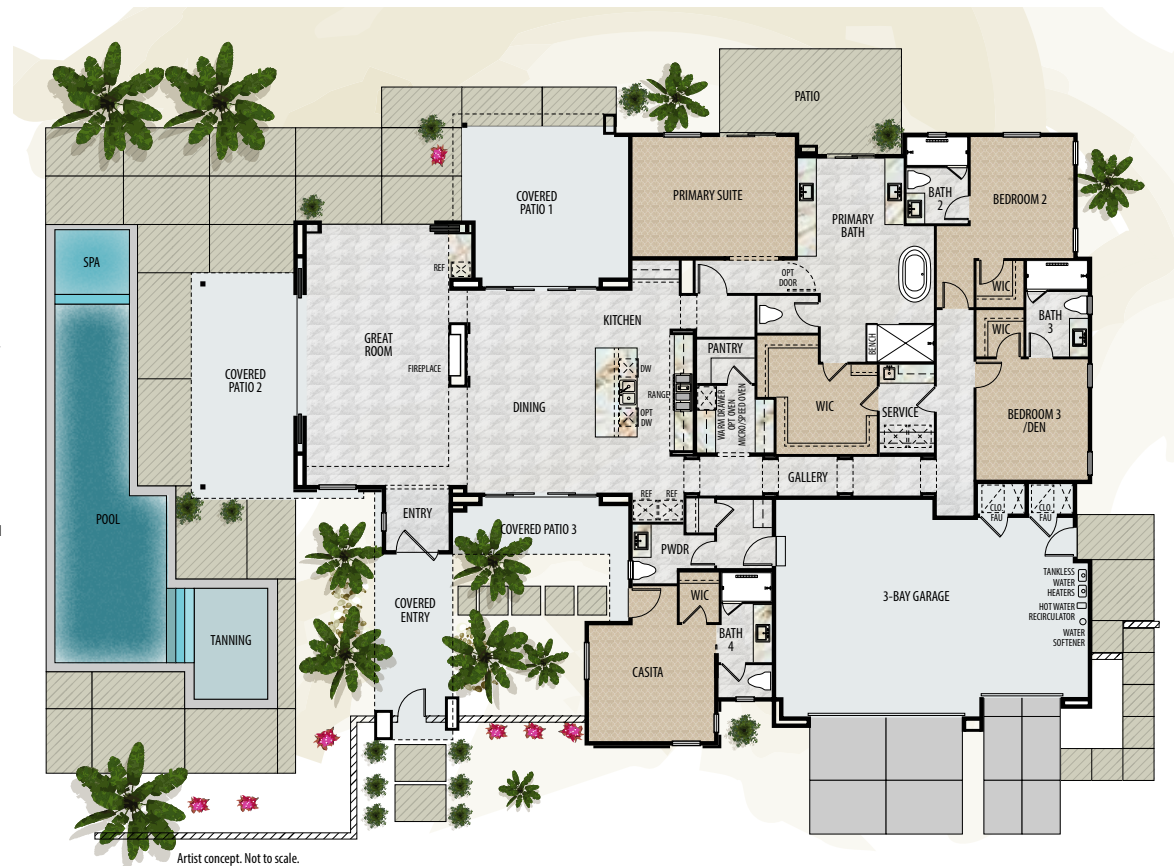 PATIO
COVERED
PATIO 1
PRIMARY SUITE
PRIMARY
BATH
BATH
2
BEDROOM 2
SPA
REF
OPT
DOOR
WIC
BATH
3
WIC
KITCHEN
GREAT
ROOM
FIREPLACE
COVERED
PATIO 2
DINING
DW
OPT
DW
RANGE
PANTRY
WARM DRAWER
OPT OVEN
MICRO/SPEED OVEN
WIC
BENCH
SERVICE
BEDROOM 3
/DEN
GALLERY
REF
REF
CLO
FAU
CLO
FAU
POOL
ENTRY
COVERED PATIO 3
PWDR
COVERED
ENTRY
WIC
BATH
4
CASITA
3-BAY GARAGE
TANKLESS
WATER
HEATERS
HOT WATER
RECIRCULATOR
WATER
SOFTENER
TANNING
Artist concept. Not to scale.